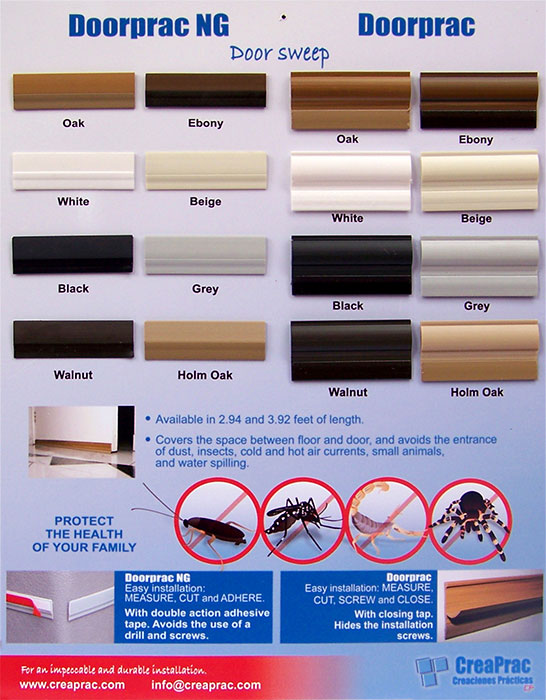 Doorprac NG
Doorprac
Door sweep
Oak
Ebony
Oak
Ebony
White
Beige
White
Beige
Black
Grey
Black
Grey
Walnut
Holm Oak
Walnut
Holm Oak
• Available in 2.94 and 3.92 feet of length.
• Covers the space between floor and door, and avoids the entrance
of dust, insects, cold and hot air currents, small animals,
and water spilling.
PROTECT
THE HEALTH
OF YOUR FAMILY
Doorprac NG
Easy installation:
MEASURE, CUT and ADHERE.
With double action adhesive
tape. Avoids the use of a
drill and screws.
Doorprac
Easy installation: MEASURE,
CUT, SCREW and CLOSE.
With closing tap.
Hides the installation
screws.
For an impeccable and durable installation.
www.creaprac.com info@creaprac.com
CreaPrac
Creaciones Prácticas
CP